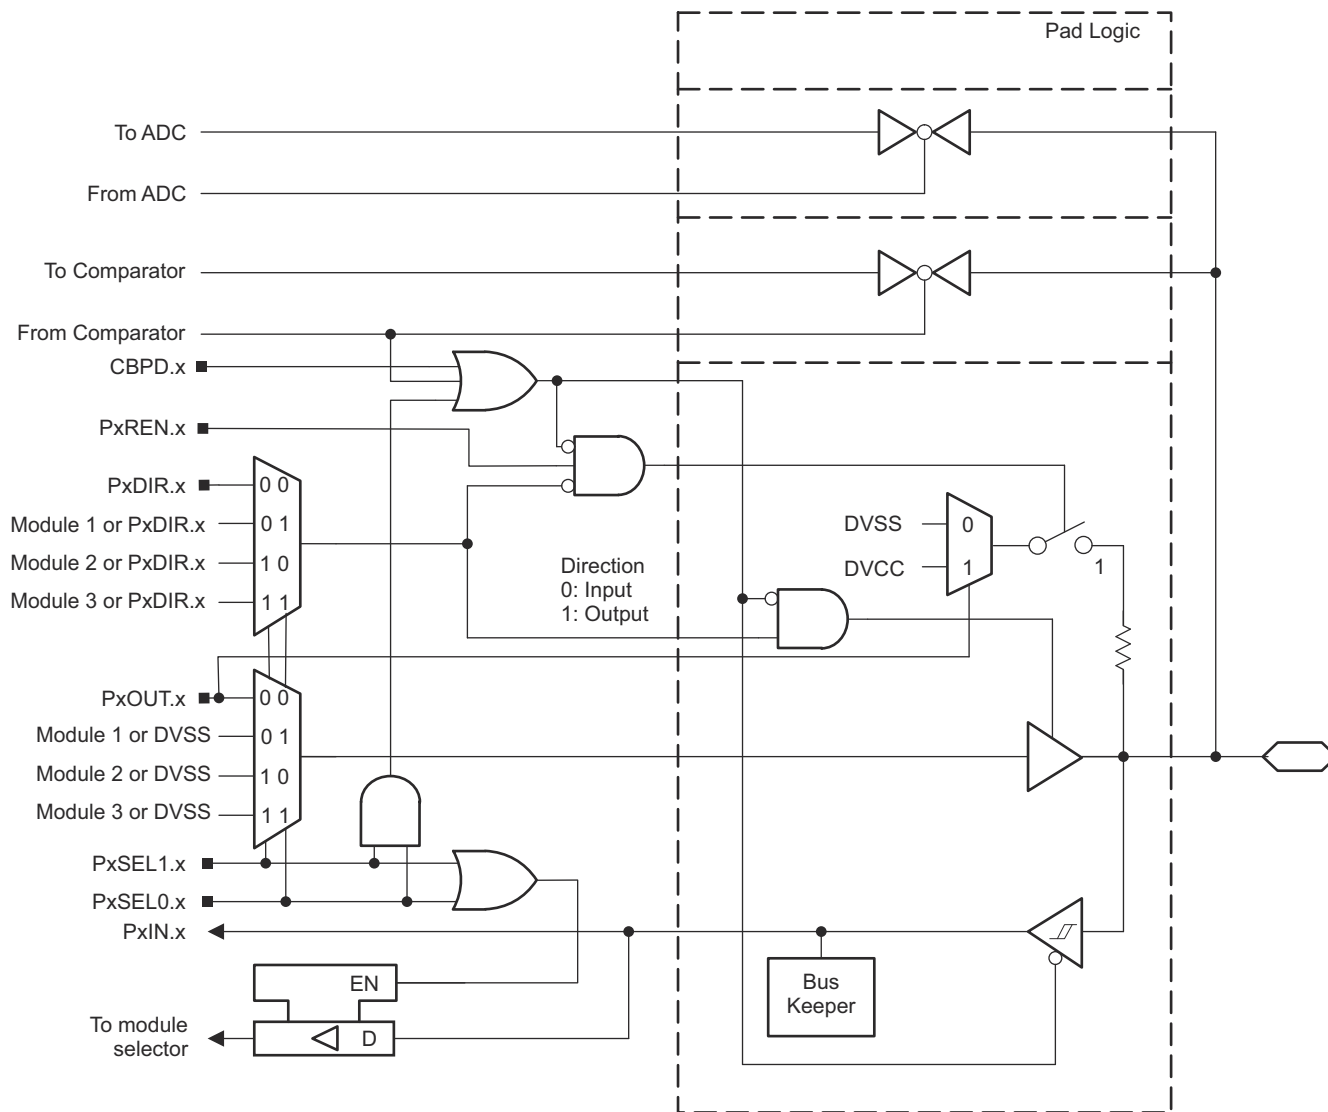 Pad Logic
To ADC
From ADC
To Comparator
From Comparator
CBPD.x
PxREN.x
PxDIR.x
0 0
Module 1 or PxDIR.x
0 1
Module 2 or PxDIR.x
1 0
Module 3 or PxDIR.x
1 1
Direction
0: Input
1: Output
DVSS
0
DVCC
1
1
PxOUT.x
0 0
Module 1 or DVSS
0 1
Module 2 or DVSS
1 0
Module 3 or DVSS
1 1
PxSEL1.x
PxSEL0.x
PxIN.x
EN
D
To module
selector
Bus
Keeper